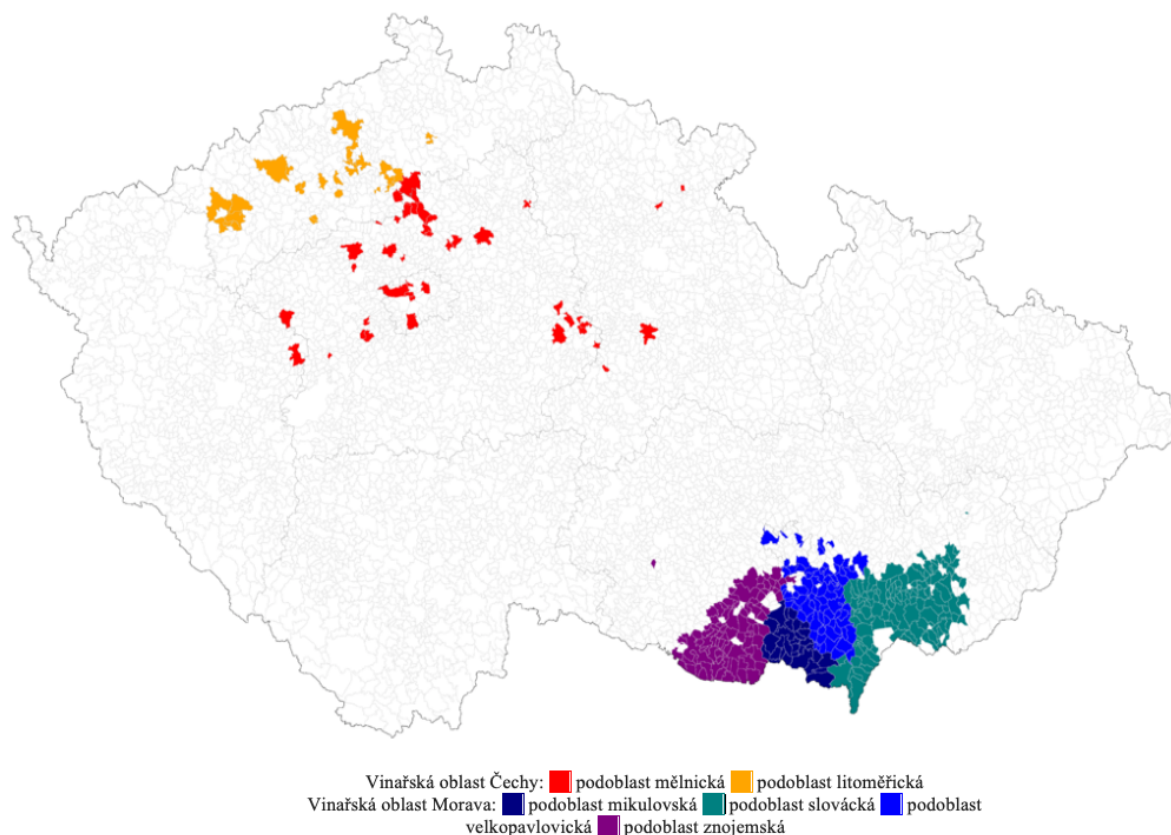 Vinařská oblast Čechy: podoblast mělnická podoblast litoměřická
Vinařská oblast Morava: podoblast mikulovská podoblast slovácká podoblast
velkopavlovická podoblast znojemská